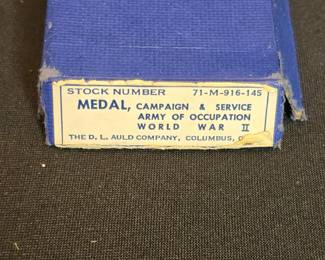 STOCK NUMBER 71-M-916-145
MEDAL, CAMPAIGN & SERVICE
ARMY OF OCCUPATION
WORLD WAR II
THE D. L. AULD COMPANY, COLUMBUS,